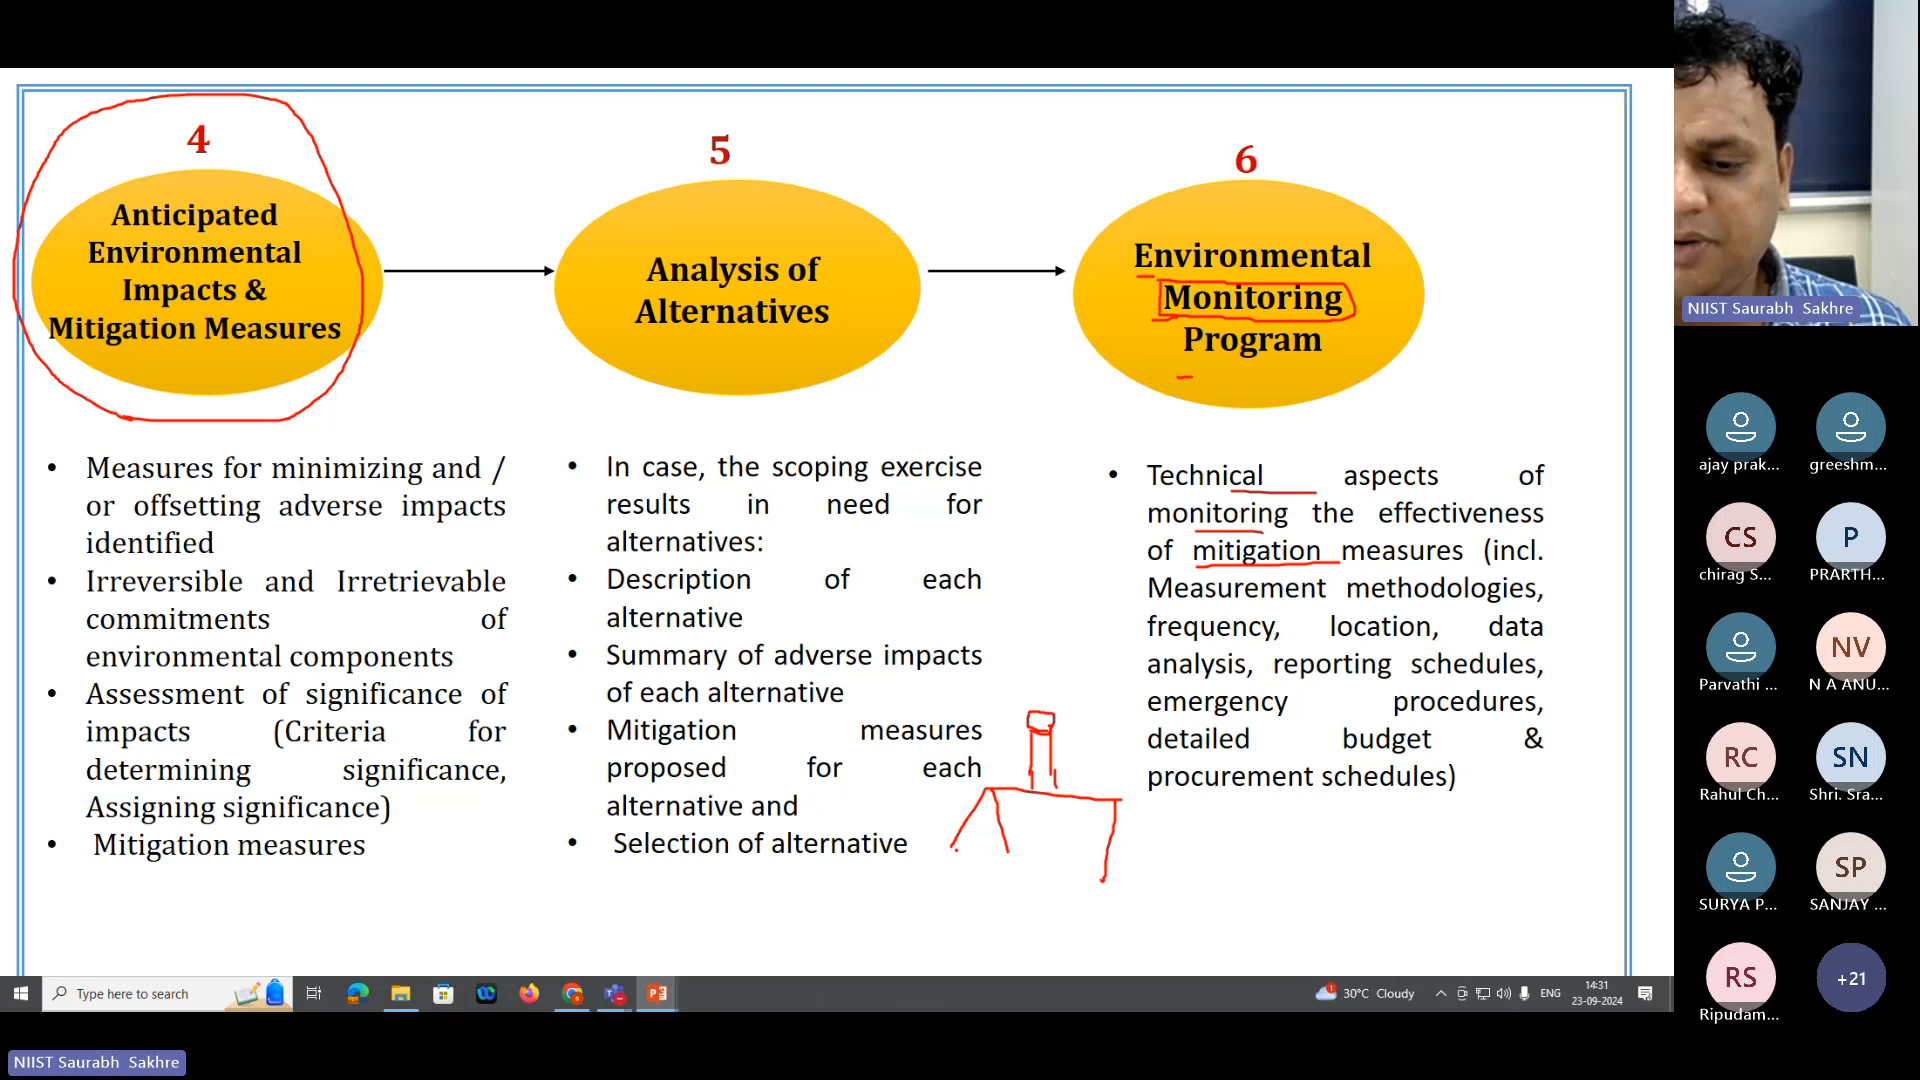 4
Anticipated
Environmental
Impacts &
Mitigation Measures
• Measures for minimizing and /
or offsetting adverse impacts
identified
• Irreversible and Irretrievable
commitments of
environmental components
• Assessment of significance of
impacts (Criteria for
determining significance,
Assigning significance)
• Mitigation measures
5
Analysis of
Alternatives
• In case, the scoping exercise
results in need for
alternatives:
• Description of each
alternative
• Summary of adverse impacts
of each alternative
• Mitigation measures
proposed for each
alternative and
• Selection of alternative
6
Environmental
Monitoring
Program
• Technical aspects of
monitoring the effectiveness
of mitigation measures (incl.
Measurement methodologies,
frequency, location, data
analysis, reporting schedules,
emergency procedures,
detailed budget &
procurement schedules)
NIIST Saurabh Sakhre
ajay prak...
greeshm...
CS
chirag S...
P
PRARTH...
Parvathi ...
NV
N A ANU...
RC
Rahul Ch...
SN
Shri. Sra...
SURYA P...
SP
SANJAY ...
RS
Ripudam...
+21
Type here to search
1
30°C Cloudy
ENG
14:31
23-09-2024
NIIST Saurabh Sakhre